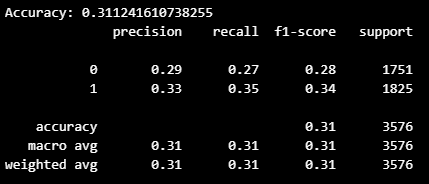 Accuracy: 0.311241610738255
precision recall f1-score support
0 0.29 0.27 0.28 1751
1 0.33 0.35 0.34 1825
accuracy 0.31 3576
macro avg 0.31 0.31 0.31 3576
weighted avg 0.31 0.31 0.31 3576